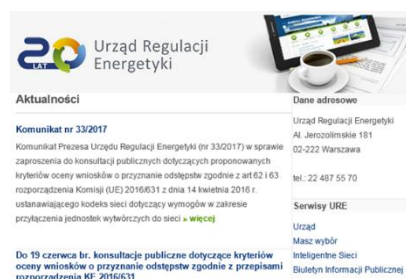 20 LAT
Urząd Regulacji
Energetyki
Aktualności
Komunikat nr 33/2017
Komunikat Prezesa Urzędu Regulacji Energetyki (nr 33/2017) w sprawie
zaproszenia do konsultacji publicznych dotyczących proponowanych
kryteriów oceny wniosków o przyznanie odstępstw zgodnie z art 62 i 63
rozporządzenia Komisji (UE) 2016/631 z dnia 14 kwietnia 2016 r.
ustanawiającego kodeks sieci dotyczący wymogów w zakresie
przyłączenia jednostek wytwórczych do sieci » więcej
Do 19 czerwca br. konsultacje publiczne dotyczące kryteriów
oceny wniosków o przyznanie odstępstw zgodnie z przepisami
rozporządzenia KE 2016/631
Dane adresowe
Urząd Regulacji Energetyki
Al. Jerozolimskie 181
02-222 Warszawa
tel.: 22 487 55 70
Serwisy URE
Urząd
Masz wybór
Inteligentne Sieci
Biuletyn Informacji Publicznej